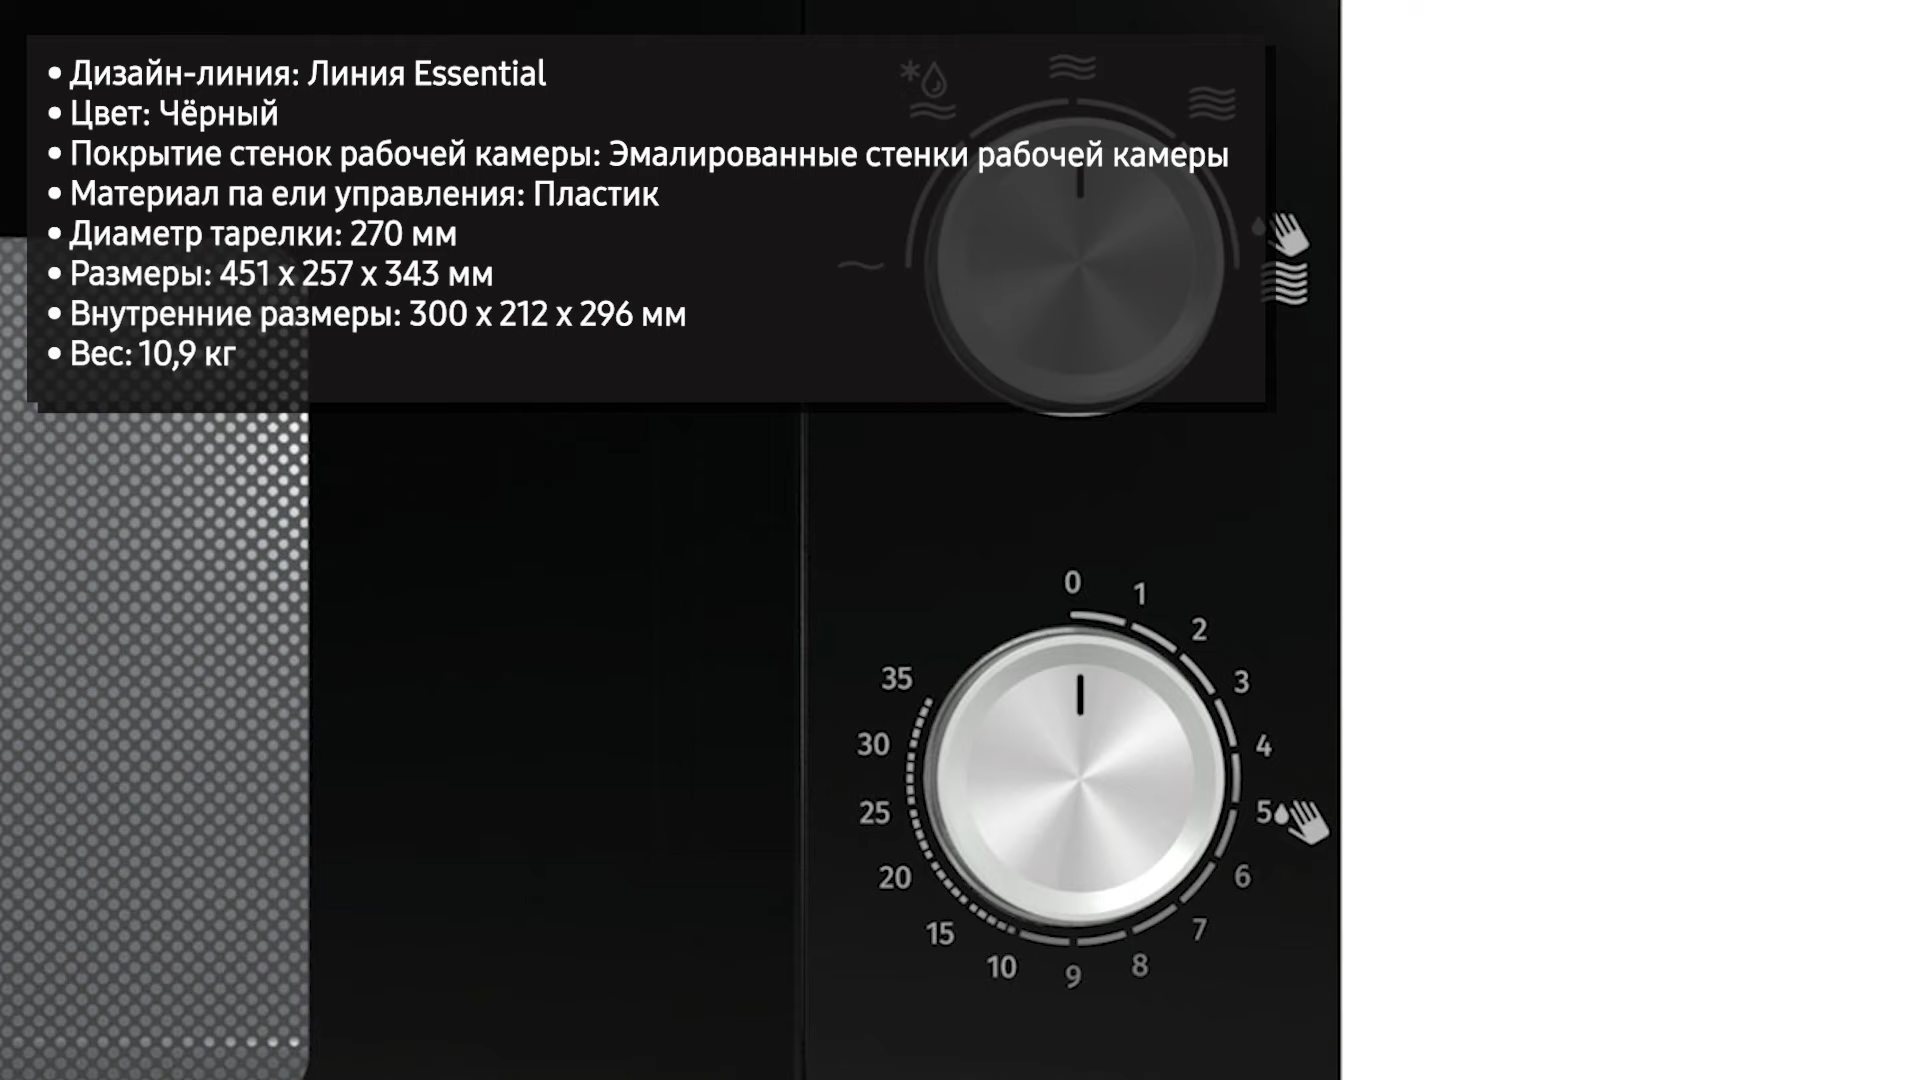 • Дизайн-линия: Линия Essential
• Цвет: Чёрный
• Покрытие стенок рабочей камеры: Эмалированные стенки рабочей камеры
• Материал па ели управления: Пластик
• Диаметр тарелки: 270 мм
• Размеры: 451 x 257 x 343 мм
• Внутренние размеры: 300 x 212 x 296 мм
• Вес: 10,9 кг
0
1
2
3
4
5
6
7
8
9
10
15
20
25
30
35